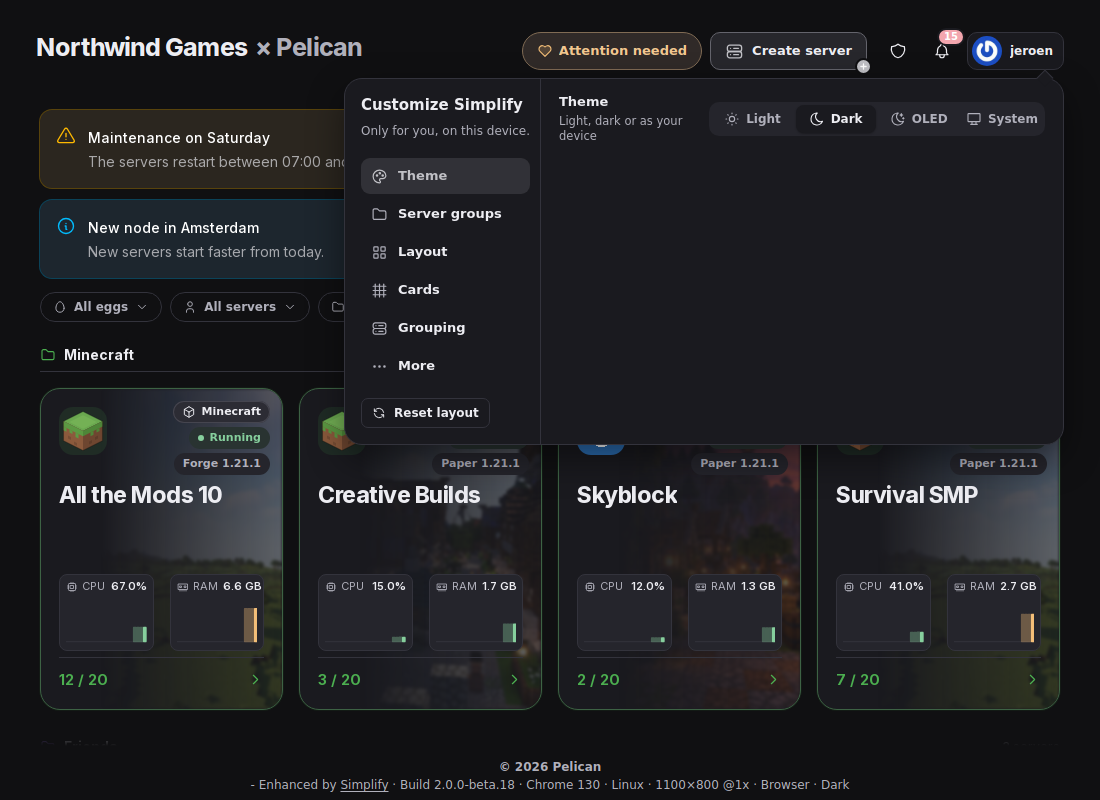 Northwind Games × Pelican
Attention needed
Create server
15
jeroen
Maintenance on Saturday
The servers restart between 07:00 and
New node in Amsterdam
New servers start faster from today.
Customize Simplify
Only for you, on this device.
Theme
Server groups
Layout
Cards
Grouping
More
Reset layout
Theme
Light, dark or as your
device
Light
Dark
OLED
System
All eggs
All servers
Minecraft
Minecraft
Running
Forge 1.21.1
All the Mods 10
CPU 67.0%
RAM 6.6 GB
12 / 20
Paper 1.21.1
Creative Builds
CPU 15.0%
RAM 1.7 GB
3 / 20
Paper 1.21.1
Skyblock
CPU 12.0%
RAM 1.3 GB
2 / 20
Paper 1.21.1
Survival SMP
CPU 41.0%
RAM 2.7 GB
7 / 20
Friends
© 2026 Pelican
- Enhanced by Simplify · Build 2.0.0-beta.18 · Chrome 130 · Linux · 1100×800 @1x · Browser · Dark